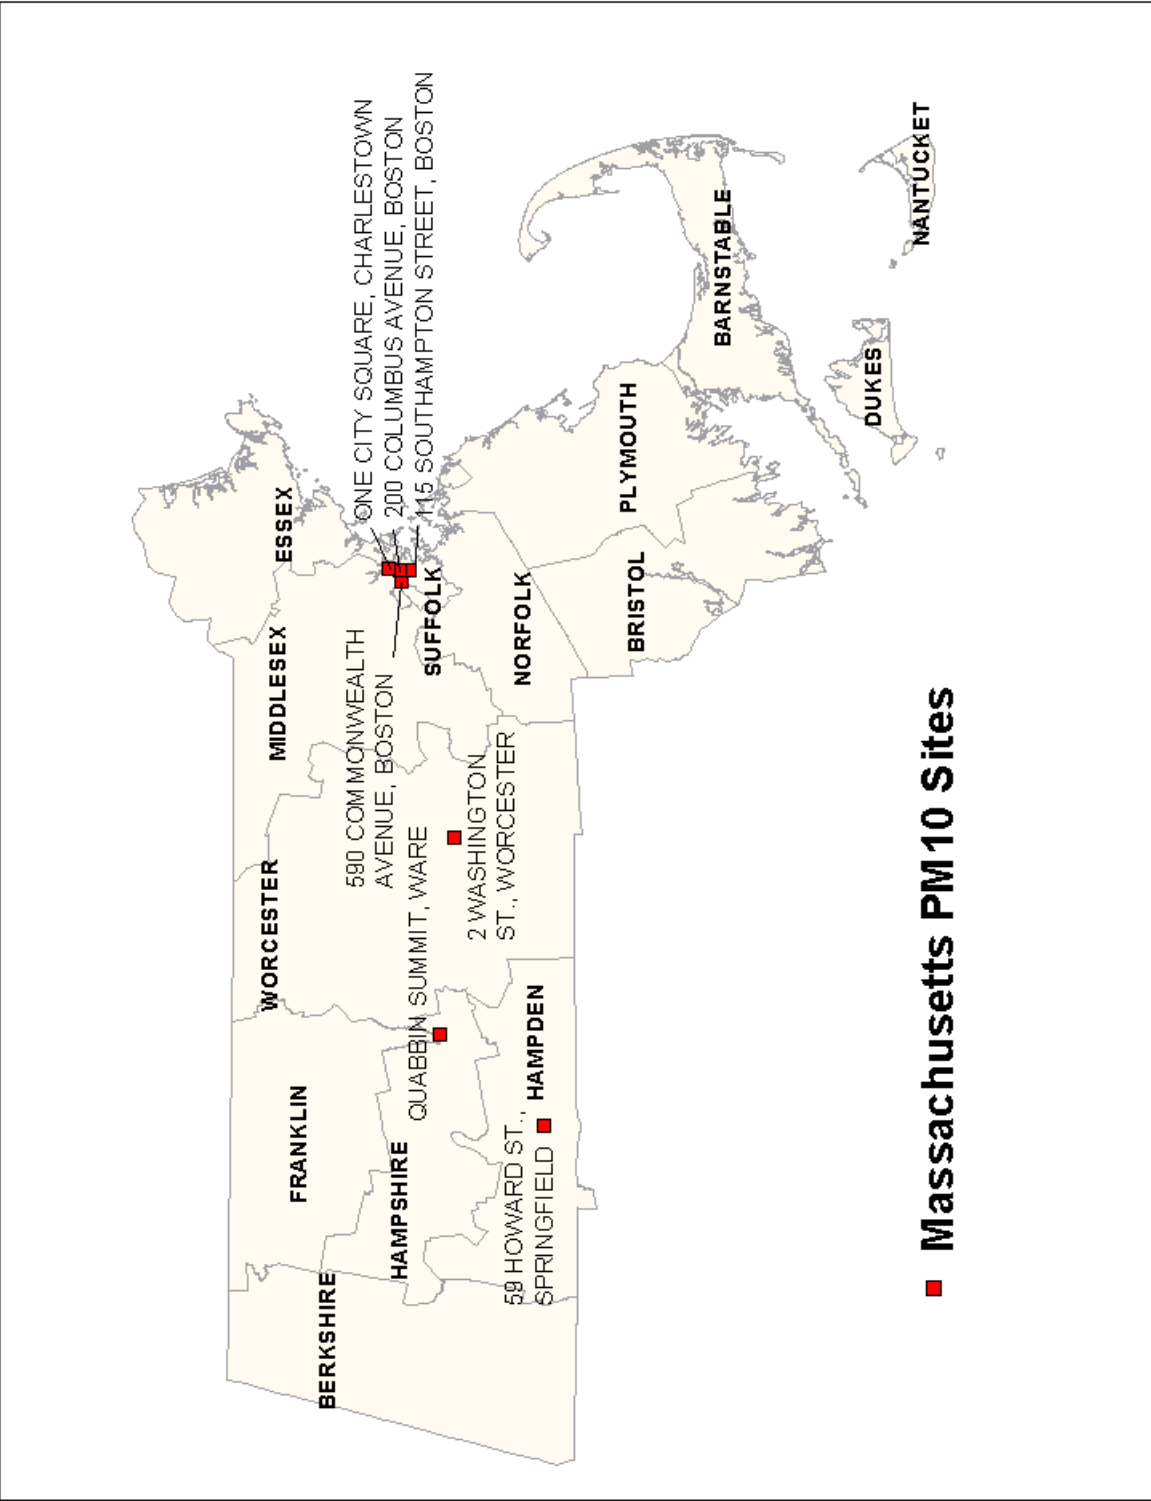 ONE CITY SQUARE, CHARLESTOWN
200 COLUMBUS AVENUE, BOSTON
115 SOUTHAMPTON STREET, BOSTON
590 COMMONWEALTH
AVENUE, BOSTON
QUABBIN SUMMIT, WARE
2 WASHINGTON
ST., WORCESTER
59 HOWARD ST.,
SPRINGFIELD
BERKSHIRE
FRANKLIN
HAMPSHIRE
HAMPDEN
WORCESTER
MIDDLESEX
ESSEX
SUFFOLK
NORFOLK
BRISTOL
PLYMOUTH
BARNSTABLE
DUKES
NANTUCKET
Massachusetts PM10 Sites